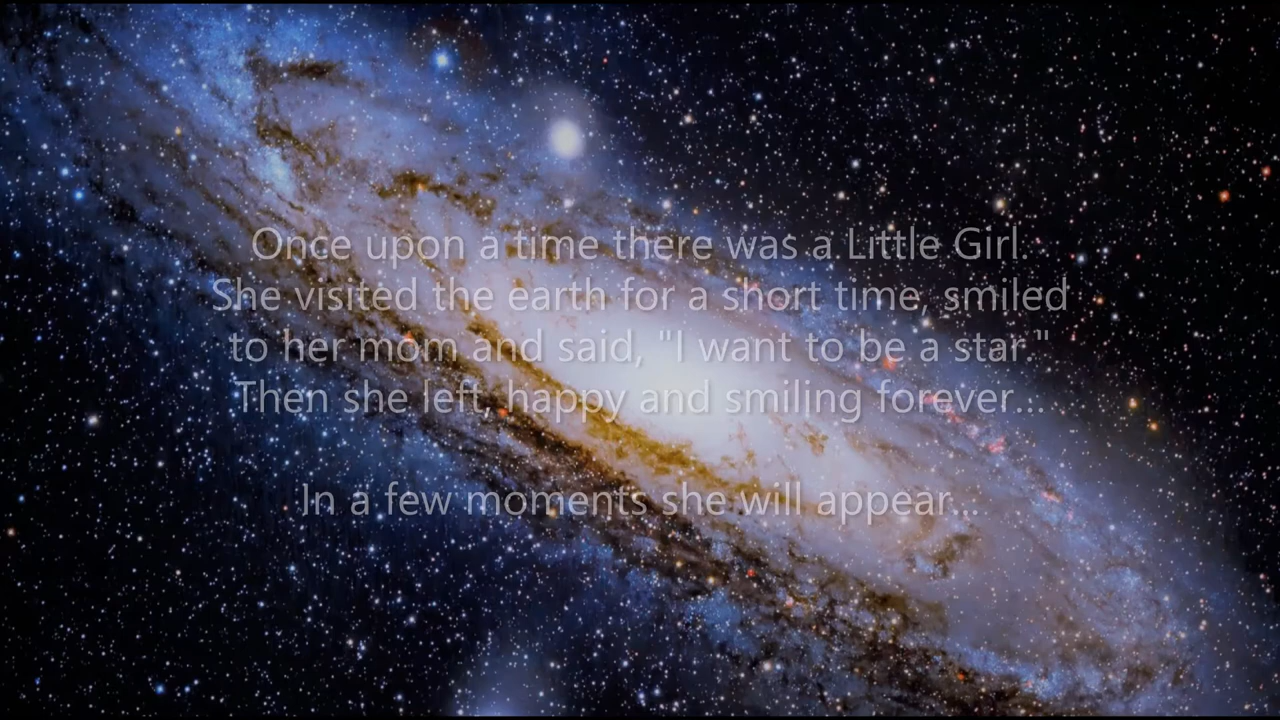 Once upon a time there was a Little Girl.
She visited the earth for a short time, smiled
to her mom and said, "I want to be a star."
Then she left, happy and smiling forever...
In a few moments she will appear...